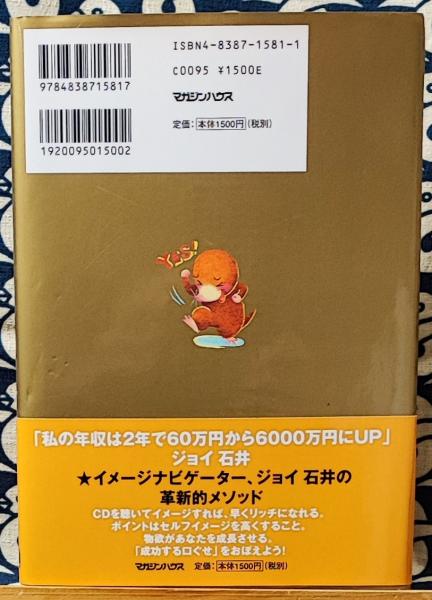 ISBN4-8387-1581-1
C0095 ¥1500E
マガジンハウス
定価：本体1500円（税別）
9784838715817
1920095015002
YES!
「私の年収は2年で60万円から6000万円にUP」
ジョイ 石井
★イメージナビゲーター、ジョイ 石井の
革新的メソッド
CDを聴いてイメージすれば、早くリッチになれる。
ポイントはセルフイメージを高くすること。
物欲があなたを成長させる。
「成功する口ぐせ」をおぼえよう！
マガジンハウス 定価：本体1500円（税別）